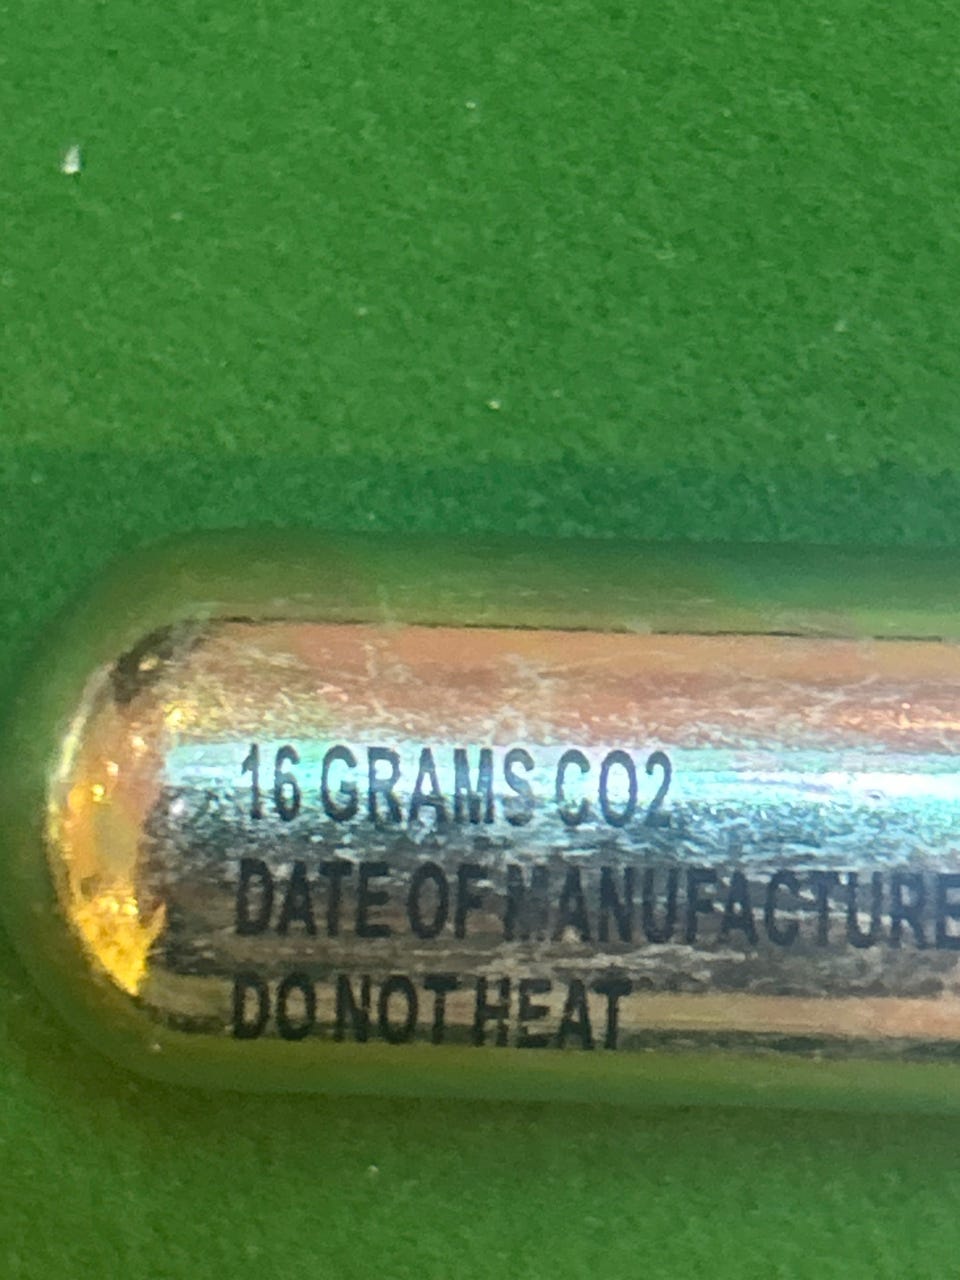 16 GRAMS CO2
DATE OF MANUFACTURE
DO NOT HEAT